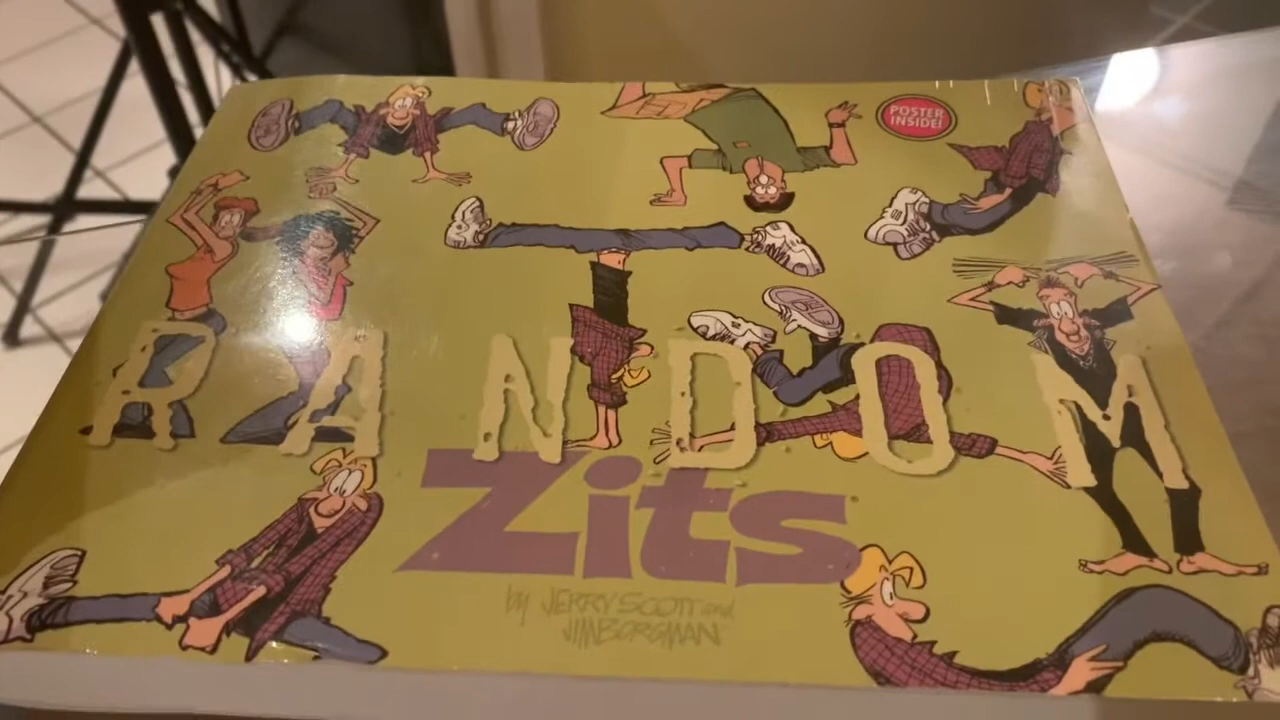 POSTER
INSIDE!
RANDOM
Zits
by JERRY SCOTT and
JIM BORGMAN